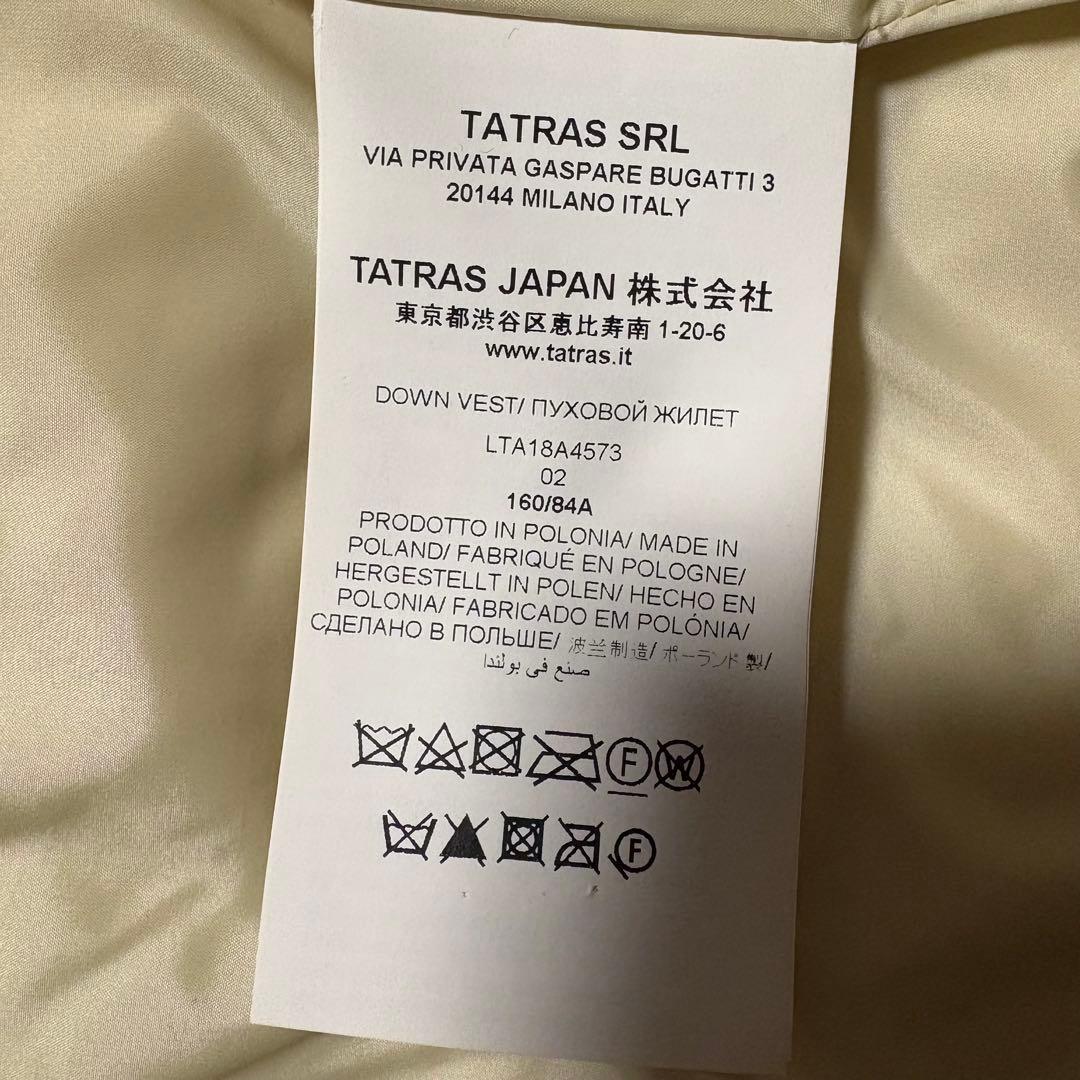 TATRAS SRL
VIA PRIVATA GASPARE BUGATTI 3
20144 MILANO ITALY
TATRAS JAPAN 株式会社
東京都渋谷区恵比寿南 1-20-6
www.tatras.it
DOWN VEST/ ПУХОВОЙ ЖИЛЕТ
LTA18A4573
02
160/84A
PRODOTTO IN POLONIA/ MADE IN
POLAND/ FABRIQUÉ EN POLOGNE/
HERGESTELLT IN POLEN/ HECHO EN
POLONIA/ FABRICADO EM POLÓNIA/
СДЕЛАНО В ПОЛЬШЕ/ 波兰制造/ ポーランド 製/
صنع في بولندا
F W
F